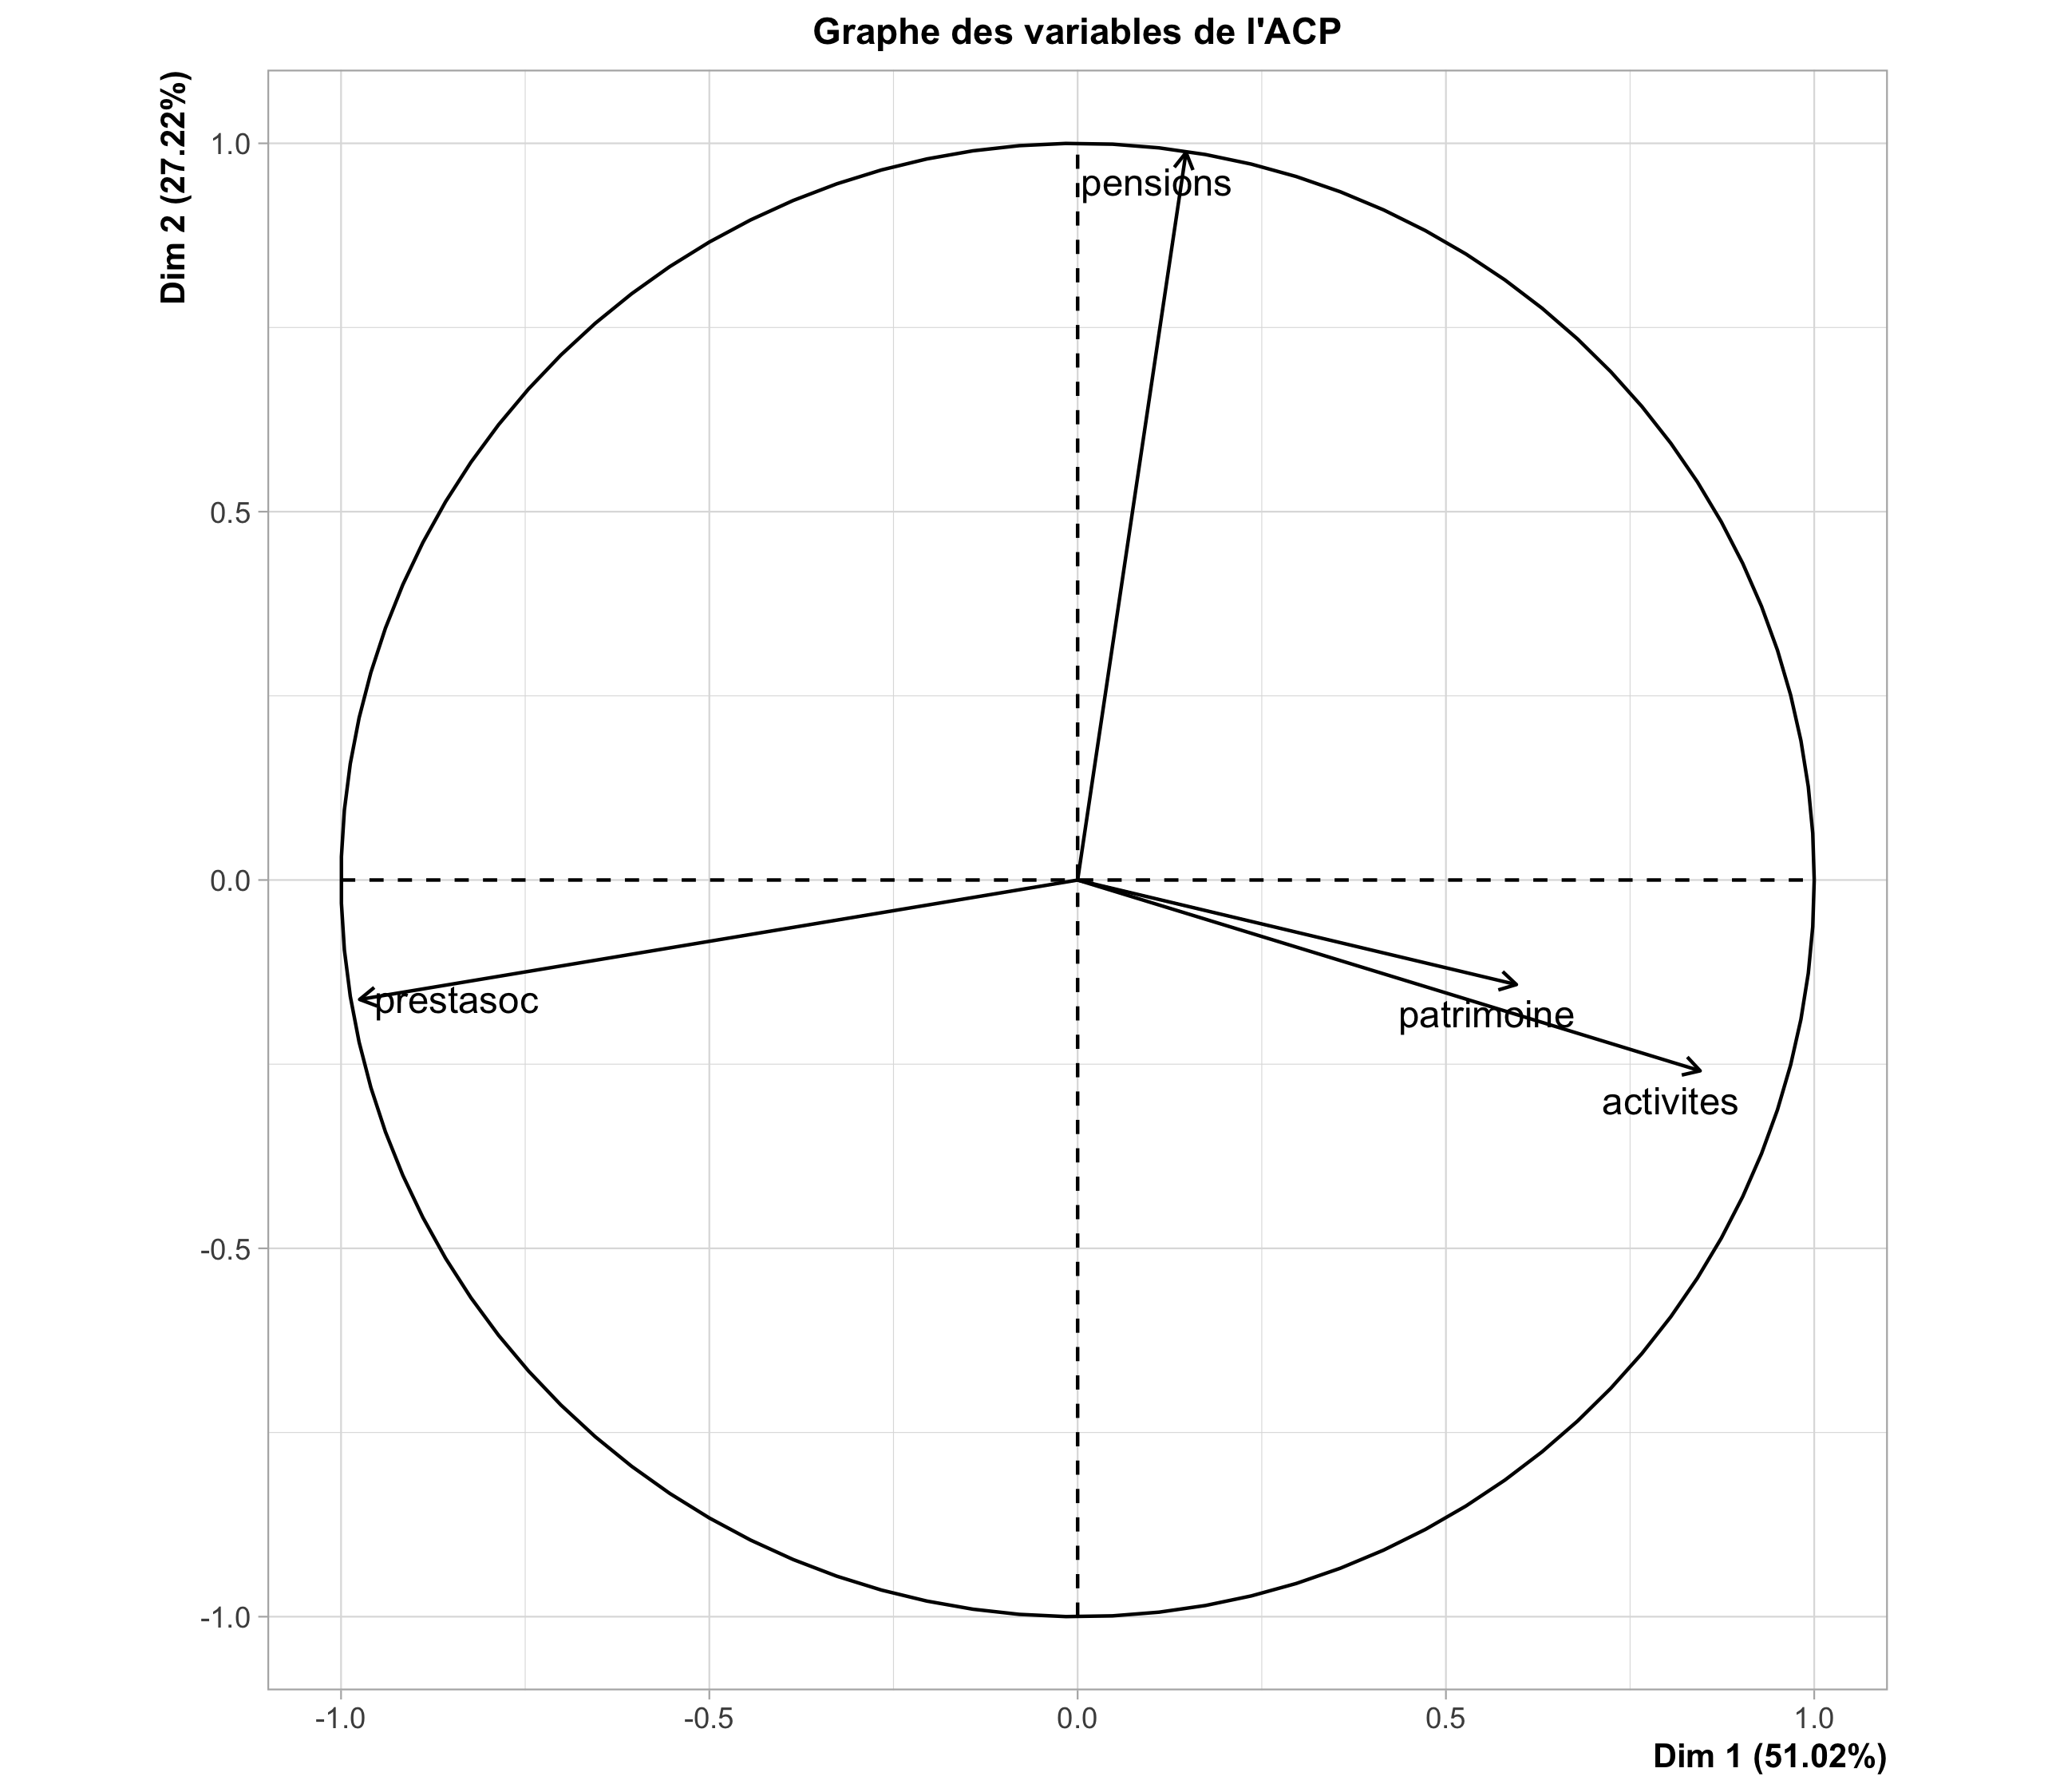 Graphe des variables de l'ACP
Dim 2 (27.22%)
1.0
0.5
0.0
-0.5
-1.0
pensions
prestasoc
patrimoine
activites
-1.0
-0.5
0.0
0.5
1.0
Dim 1 (51.02%)